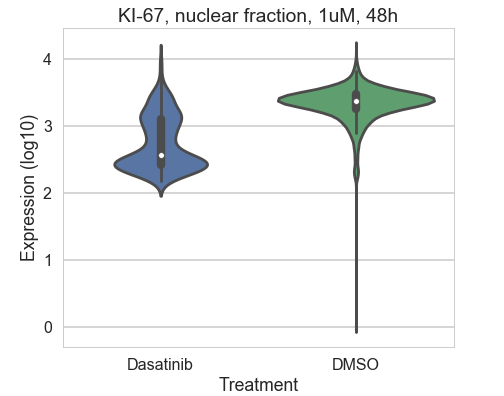 KI-67, nuclear fraction, 1uM, 48h
Expression (log10)
4
3
2
1
0
Dasatinib DMSO
Treatment